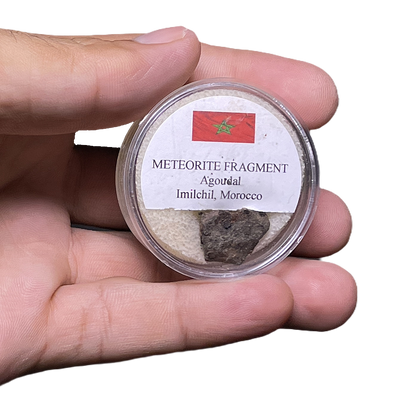 METEORITE FRAGMENT
Agoudal
Imilchil, Morocco